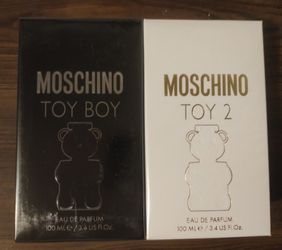 MOSCHINO
TOY BOY
EAU DE PARFUM
100 ML ℮ / 3.4 US Fl. Oz.
MOSCHINO
TOY 2
EAU DE PARFUM
100 ML ℮ / 3.4 US Fl. Oz.